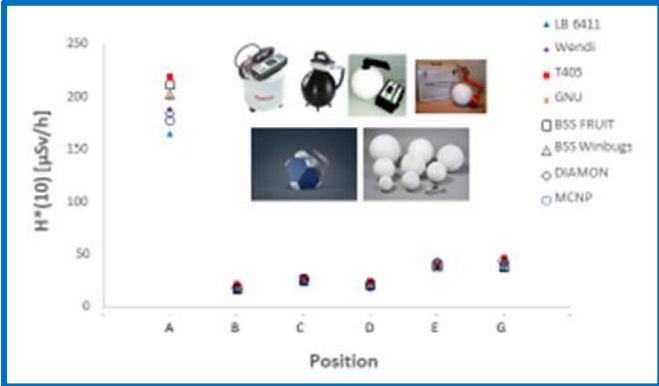 250
200
150
100
50
0
H*(10) [µSv/h]
A B C D E G
Position
LB 6411
Wendi
T405
GNU
BSS FRUIT
BSS Winbugs
DIAMON
MCNP